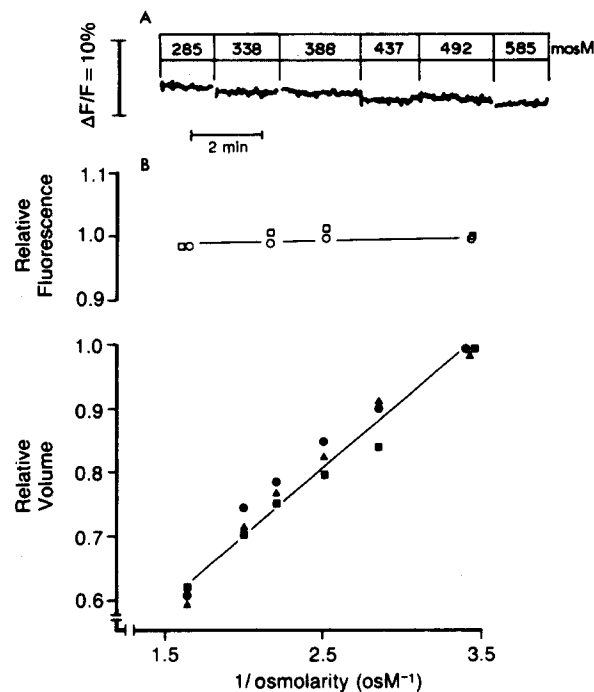 A
285 338 388 437 492 585 mosM
ΔF/F = 10%
2 min
B
Relative
Fluorescence
1.1
1.0
0.9
Relative
Volume
1.0
0.9
0.8
0.7
0.6
1.5 2.5 3.5
1/osmolarity (osM⁻¹)